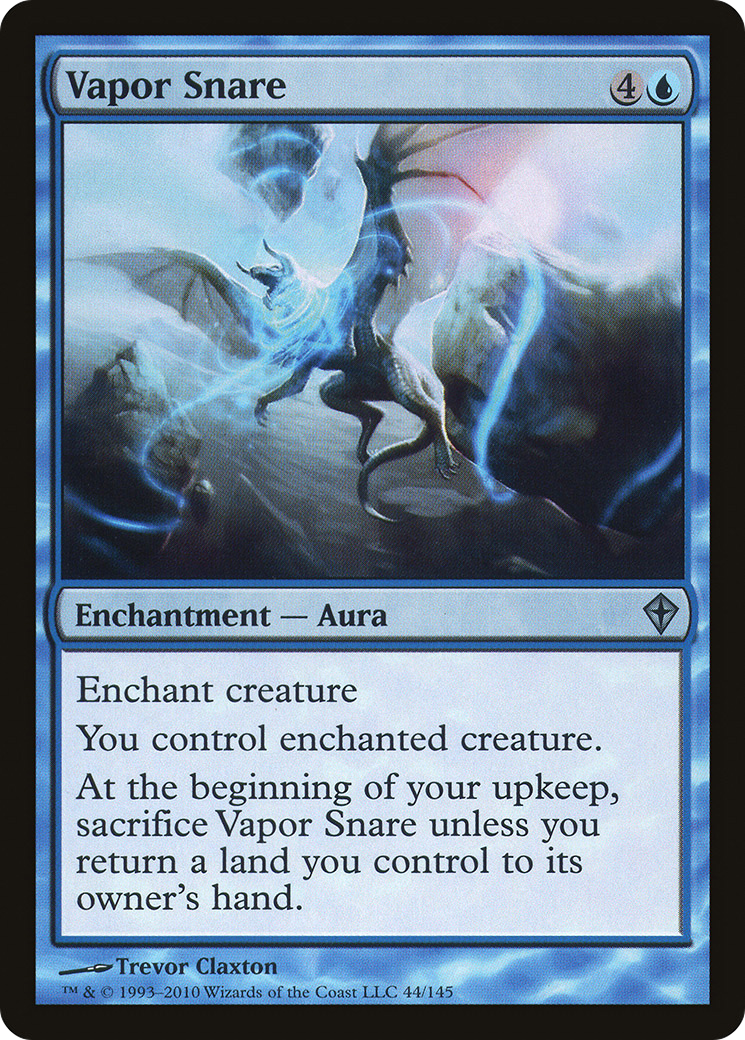 Vapor Snare 4
Enchantment — Aura
Enchant creature
You control enchanted creature.
At the beginning of your upkeep,
sacrifice Vapor Snare unless you
return a land you control to its
owner's hand.
Trevor Claxton
™ & © 1993–2010 Wizards of the Coast LLC 44/145